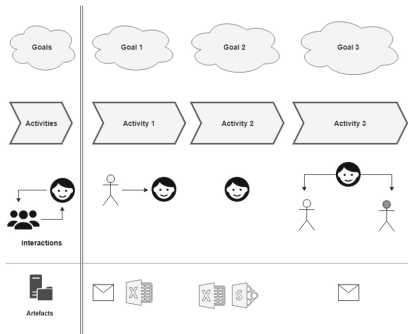 Goals
Goal 1
Goal 2
Goal 3
Activities
Activity 1
Activity 2
Activity 3
Interactions
X
X
S
Artefacts